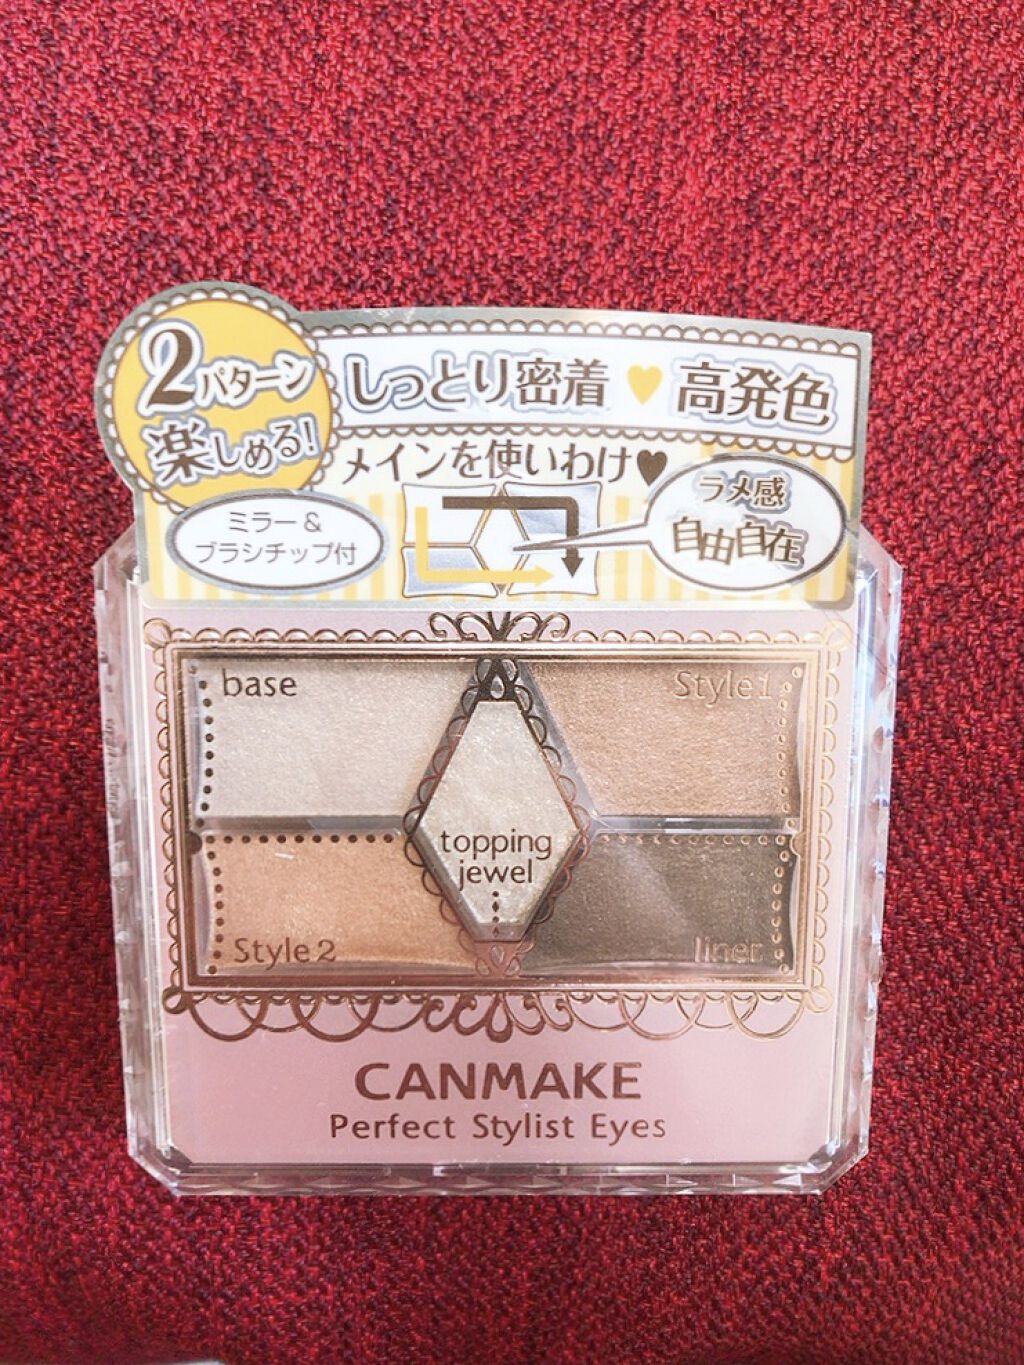 2パターン
楽しめる!
しっとり密着♥高発色
メインを使いわけ♥
ミラー&
ブラシチップ付
ラメ感
自由自在
base
Style1
topping
jewel
Style2
liner
CANMAKE
Perfect Stylist Eyes